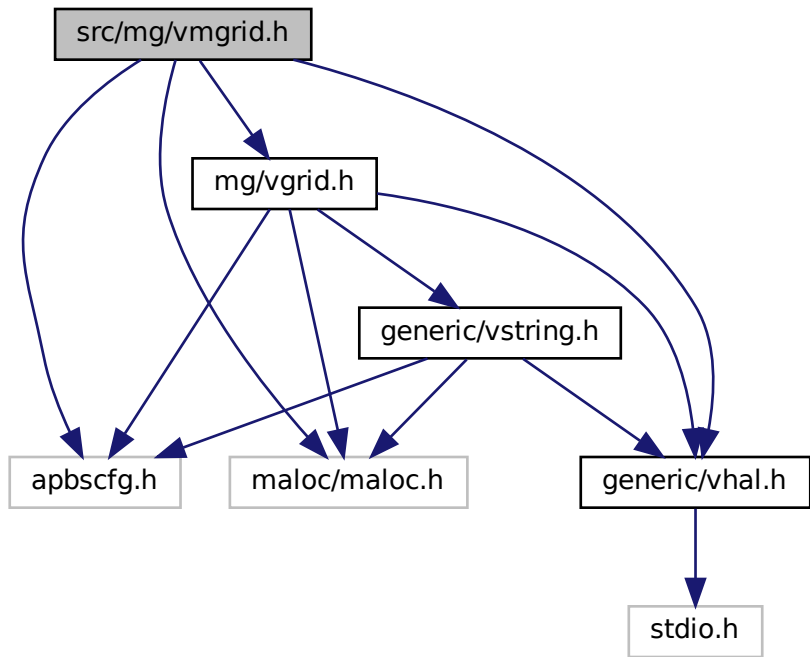 src/mg/vmgrid.h
mg/vgrid.h
generic/vstring.h
apbscfg.h
maloc/maloc.h
generic/vhal.h
stdio.h